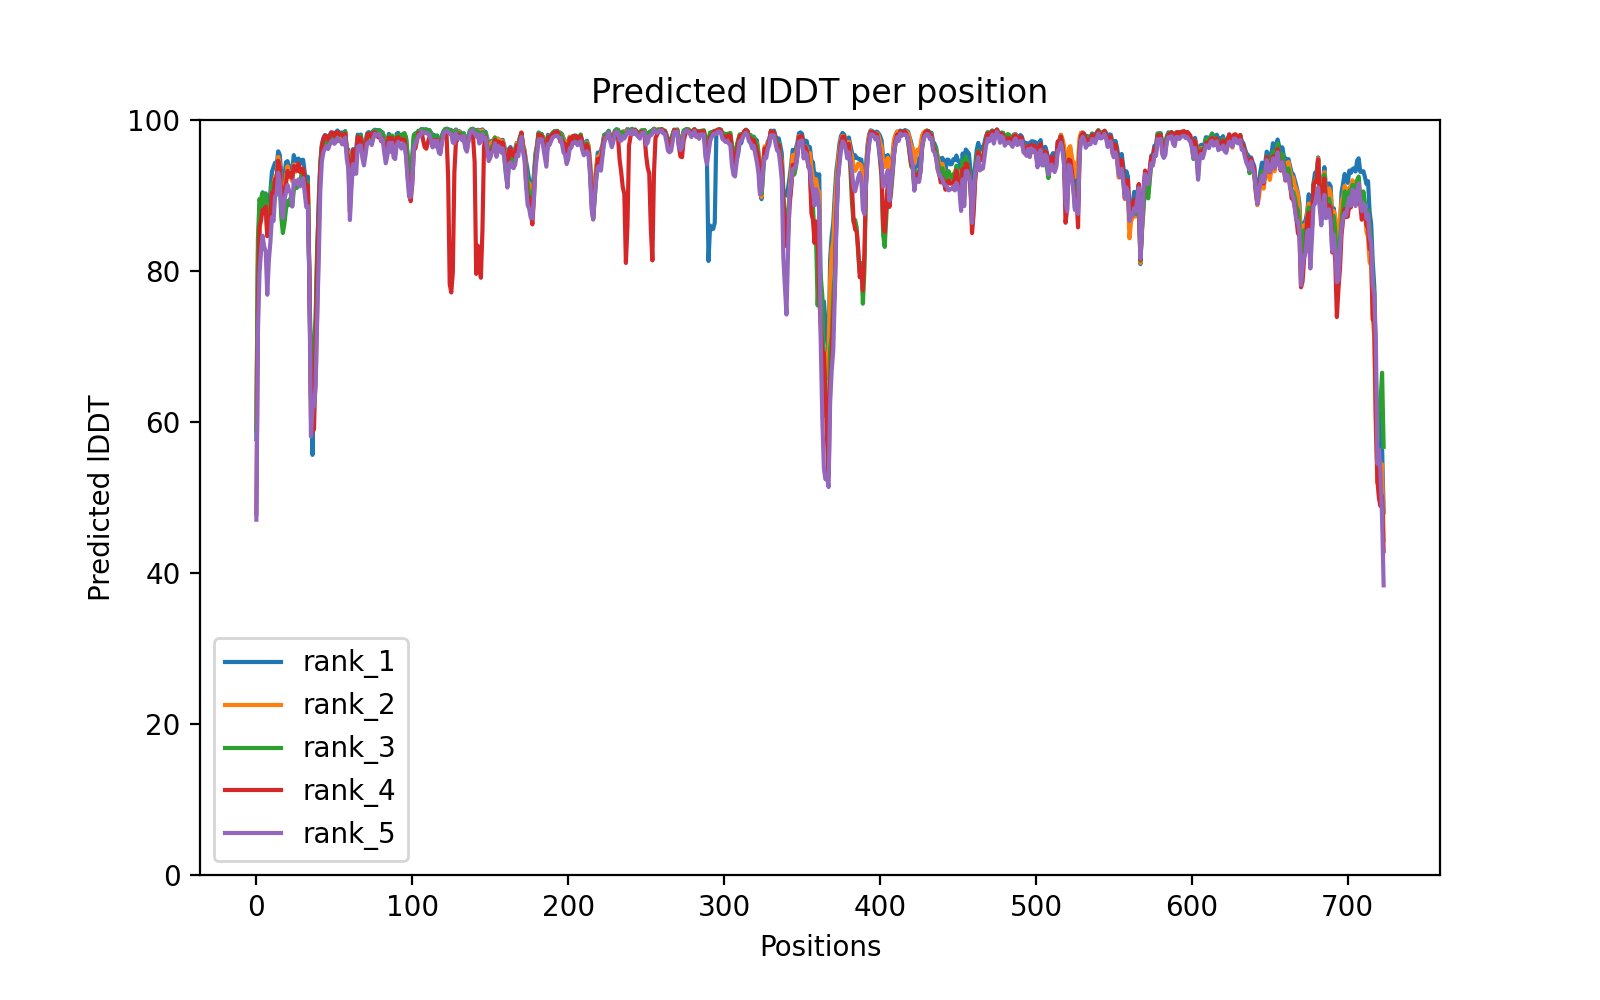 Predicted lDDT per position
Predicted lDDT
100
80
60
40
20
0
rank_1
rank_2
rank_3
rank_4
rank_5
0 100 200 300 400 500 600 700
Positions